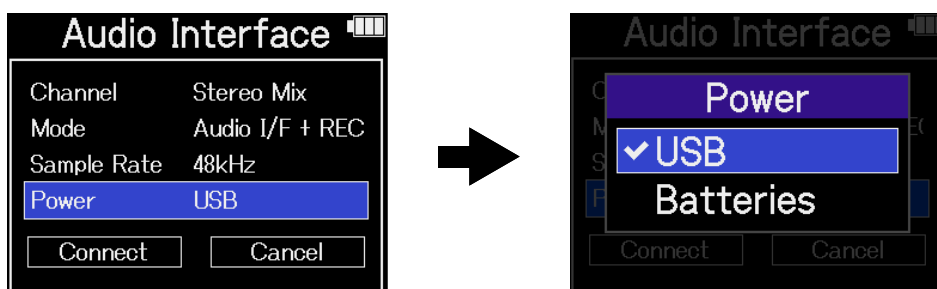 Audio Interface
Channel Stereo Mix
Mode Audio I/F + REC
Sample Rate 48kHz
Power USB
Connect Cancel
Audio Interface
Power
USB
Batteries
Connect Cancel